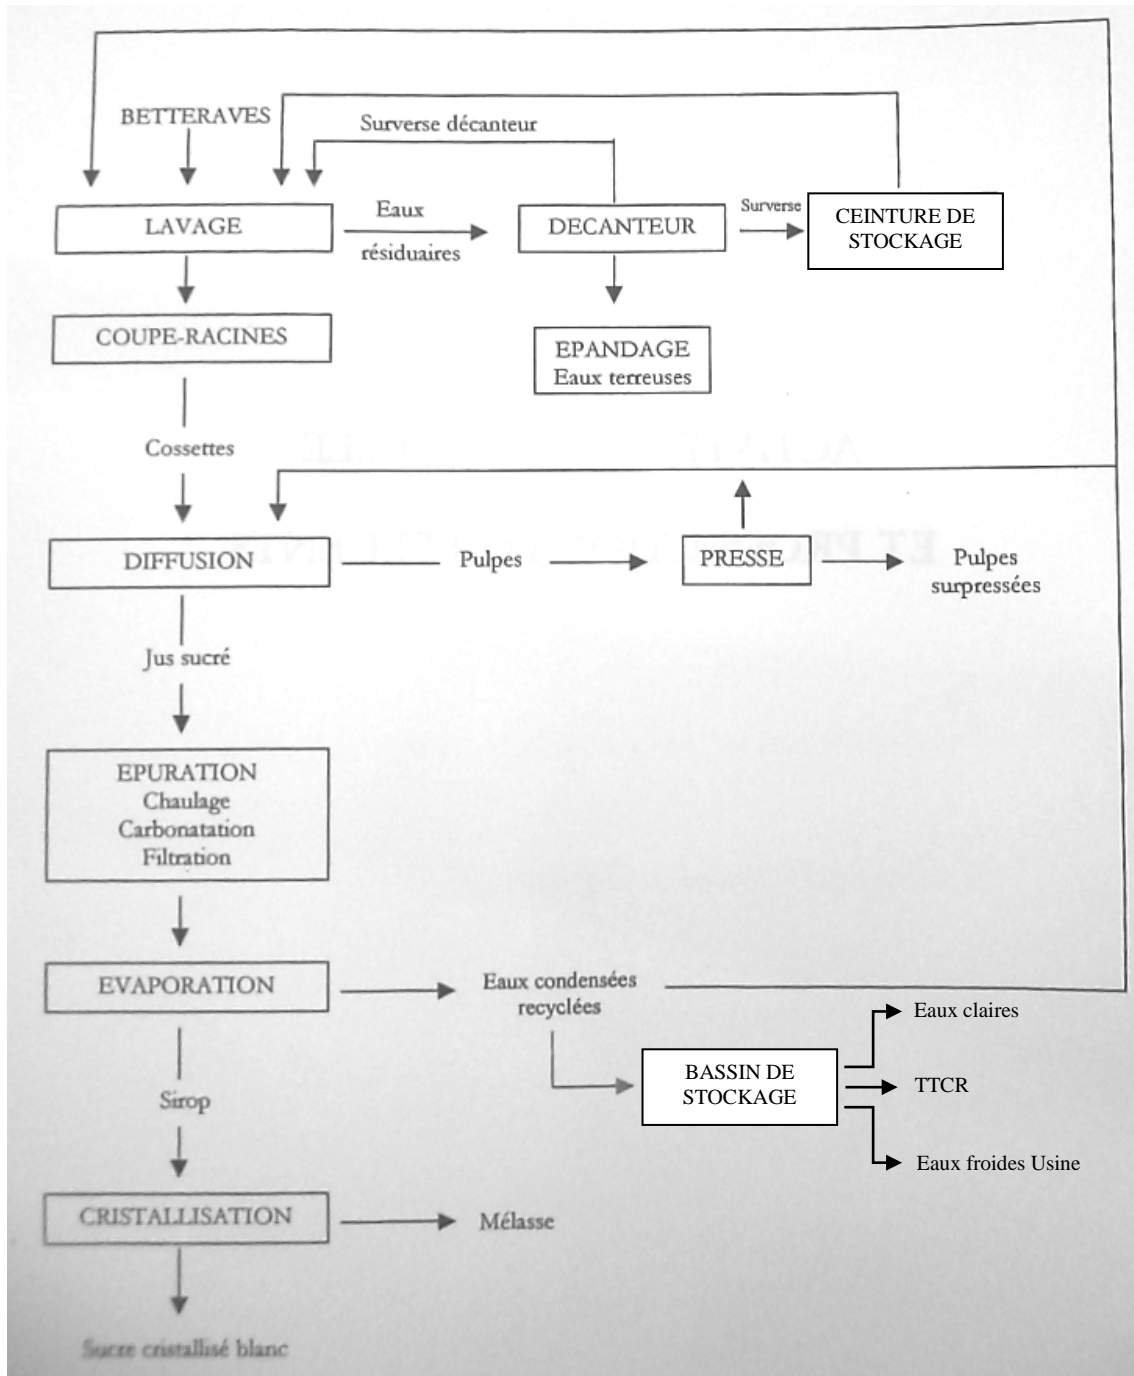 BETTERAVES
Surverse décanteur
LAVAGE
Eaux
résiduaires
DECANTEUR
Surverse
CEINTURE DE
STOCKAGE
COUPE-RACINES
EPANDAGE
Eaux terreuses
Cossettes
ET PRO
DIFFUSION
Pulpes
PRESSE
Pulpes
surpressées
Jus sucré
EPURATION
Chaulage
Carbonatation
Filtration
EVAPORATION
Eaux condensées
recyclées
Eaux claires
BASSIN DE
STOCKAGE
TTCR
Sirop
Eaux froides Usine
CRISTALLISATION
Mélasse
Sucre cristallisé blanc